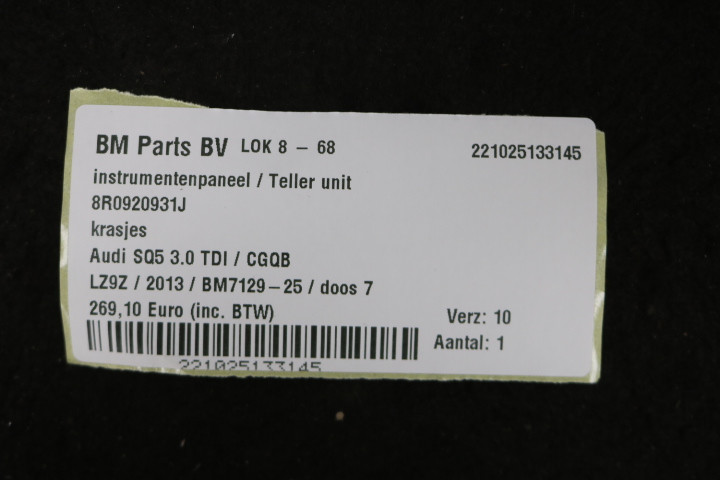 BM Parts BV LOK 8 – 68 221025133145
instrumentenpaneel / Teller unit
8R0920931J
krasjes
Audi SQ5 3.0 TDI / CGQB
LZ9Z / 2013 / BM7129–25 / doos 7
269,10 Euro (inc. BTW) Verz: 10
Aantal: 1
221025133145